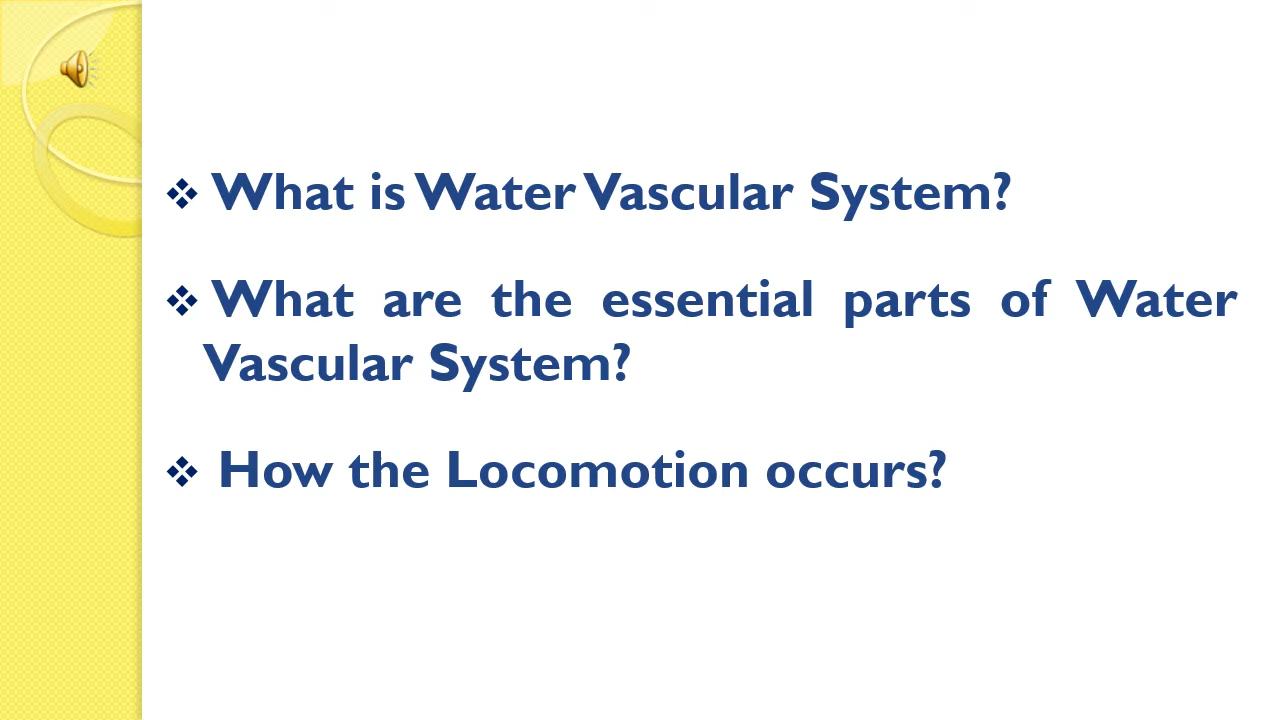 ❖ What is Water Vascular System?
❖ What are the essential parts of Water
Vascular System?
❖ How the Locomotion occurs?